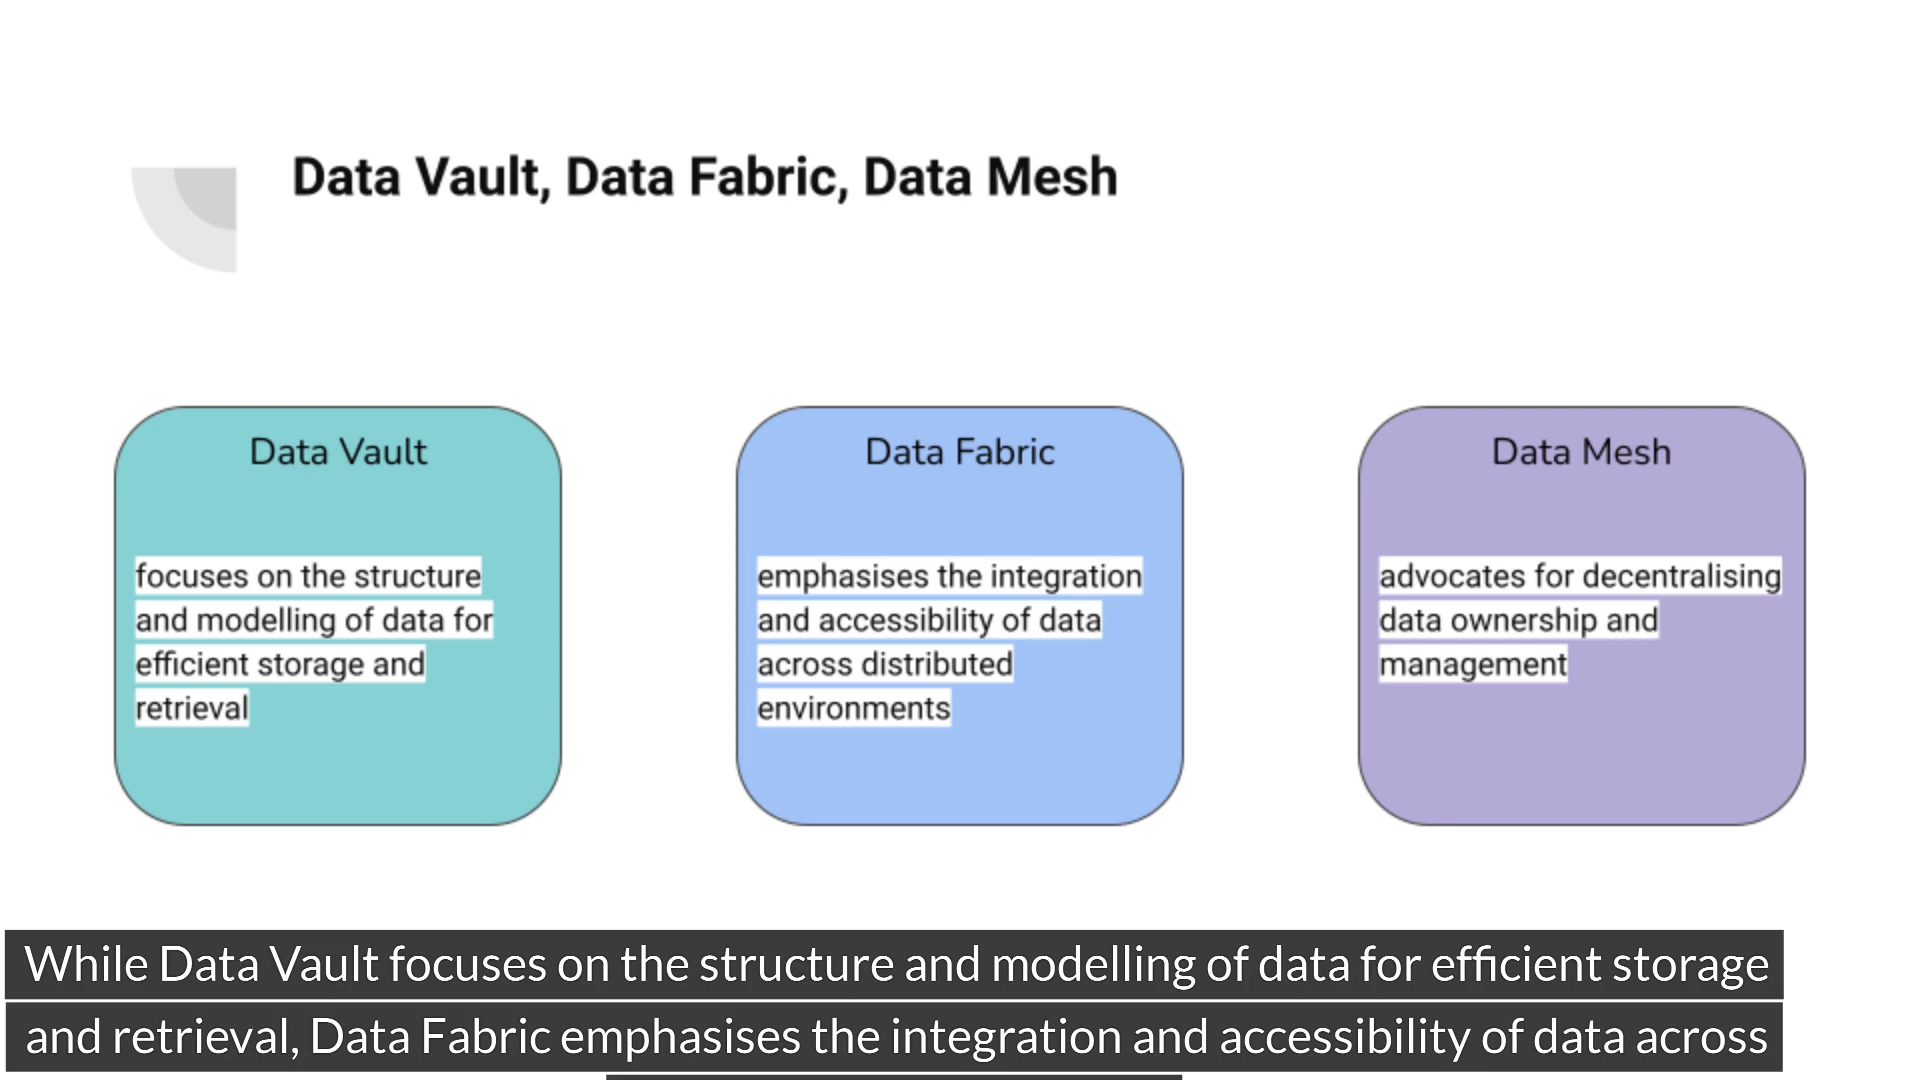 Data Vault, Data Fabric, Data Mesh
Data Vault
focuses on the structure
and modelling of data for
efficient storage and
retrieval
Data Fabric
emphasises the integration
and accessibility of data
across distributed
environments
Data Mesh
advocates for decentralising
data ownership and
management
While Data Vault focuses on the structure and modelling of data for efficient storage
and retrieval, Data Fabric emphasises the integration and accessibility of data across